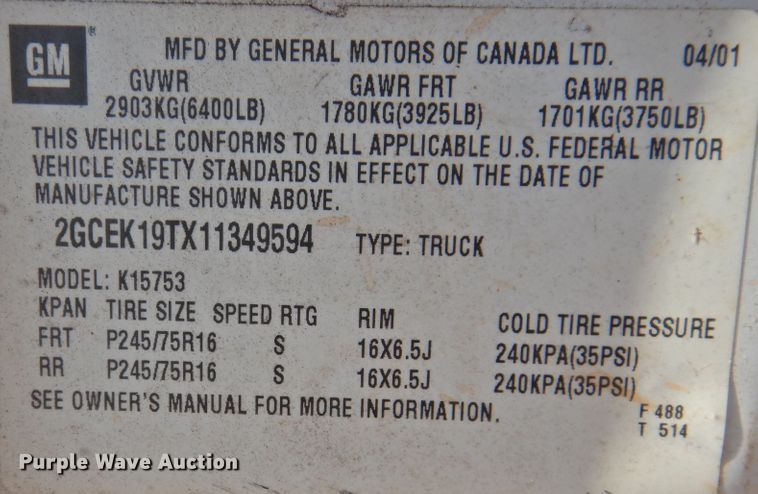 GM®
MFD BY GENERAL MOTORS OF CANADA LTD. 04/01
GVWR GAWR FRT GAWR RR
2903KG(6400LB) 1780KG(3925LB) 1701KG(3750LB)
THIS VEHICLE CONFORMS TO ALL APPLICABLE U.S. FEDERAL MOTOR
VEHICLE SAFETY STANDARDS IN EFFECT ON THE DATE OF
MANUFACTURE SHOWN ABOVE.
2GCEK19TX11349594 TYPE: TRUCK
MODEL: K15753
KPAN TIRE SIZE SPEED RTG RIM COLD TIRE PRESSURE
FRT P245/75R16 S 16X6.5J 240KPA(35PSI)
RR P245/75R16 S 16X6.5J 240KPA(35PSI)
SEE OWNER'S MANUAL FOR MORE INFORMATION.
F 488
T 514
Purple Wave Auction